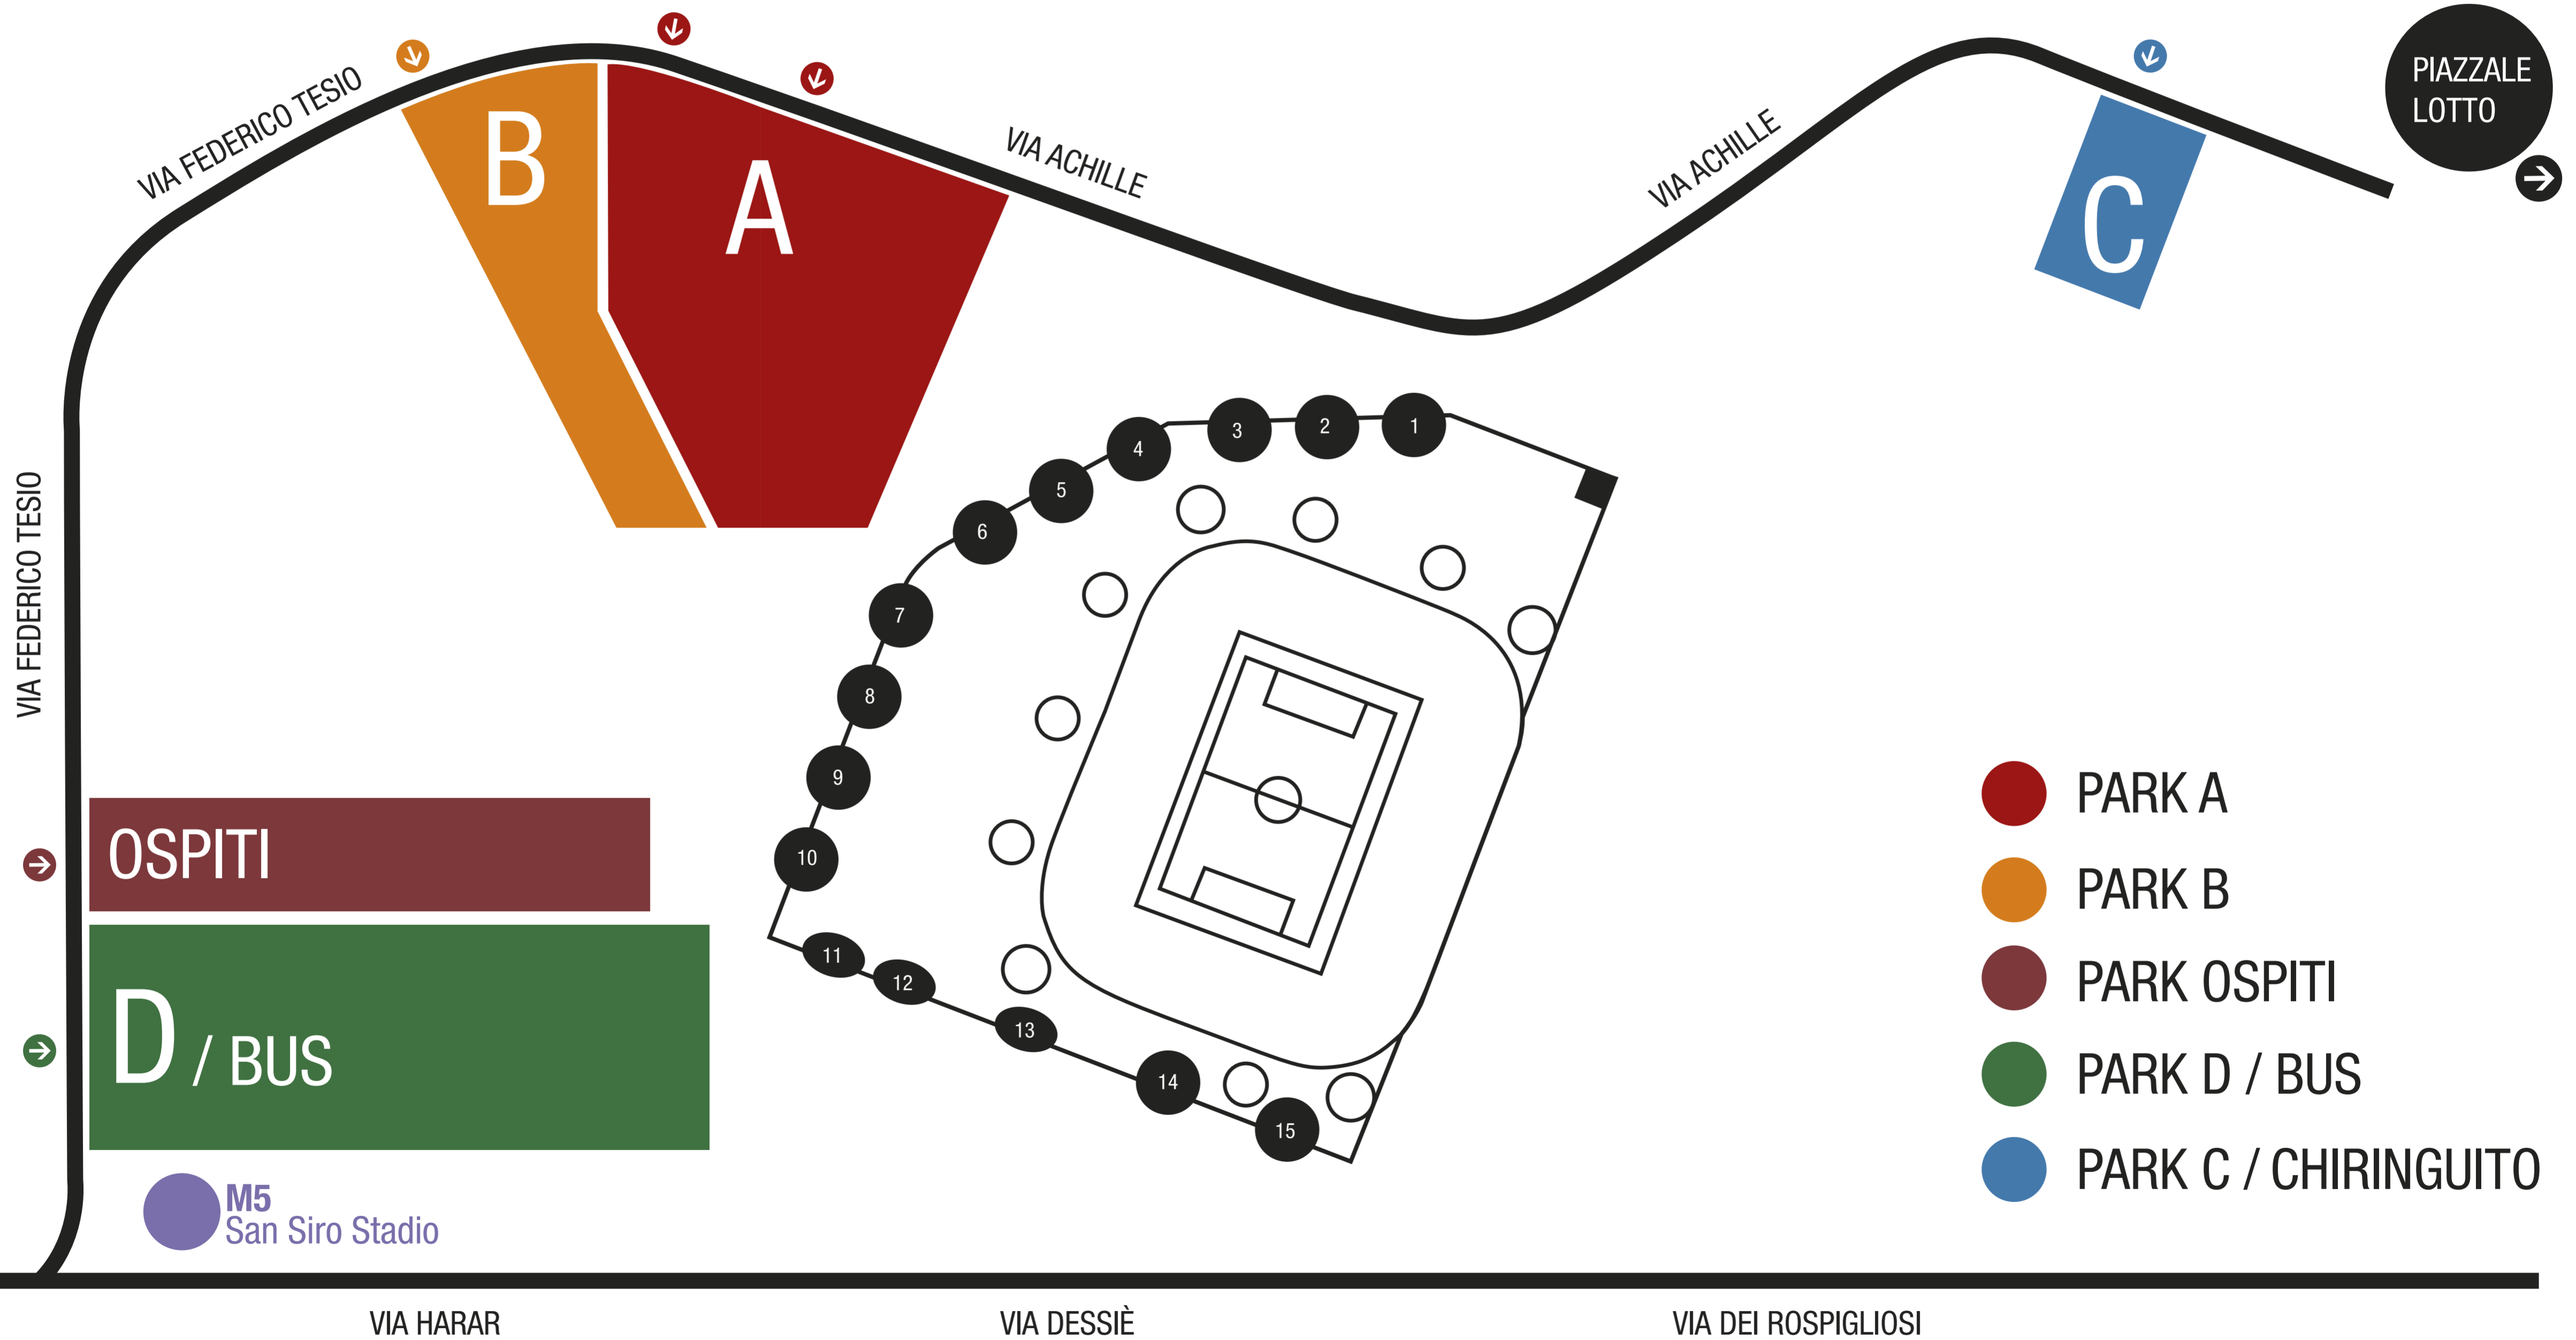 PIAZZALE
LOTTO
VIA FEDERICO TESIO
B
A
VIA ACHILLE
VIA ACHILLE
C
VIA FEDERICO TESIO
1
2
3
4
5
6
7
8
9
10
11
12
13
14
15
OSPITI
D / BUS
M5
San Siro Stadio
PARK A
PARK B
PARK OSPITI
PARK D / BUS
PARK C / CHIRINGUITO
VIA HARAR
VIA DESSIÈ
VIA DEI ROSPIGLIOSI